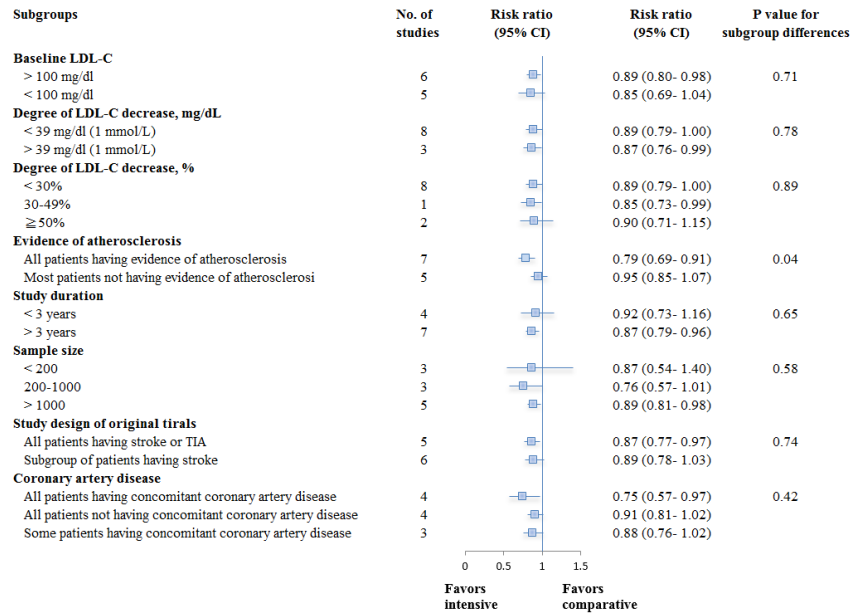 Subgroups No. of studies Risk ratio (95% CI) Risk ratio (95% CI) P value for subgroup differences
Baseline LDL-C
> 100 mg/dl 6 0.89 (0.80- 0.98) 0.71
< 100 mg/dl 5 0.85 (0.69- 1.04)
Degree of LDL-C decrease, mg/dL
< 39 mg/dl (1 mmol/L) 8 0.89 (0.79- 1.00) 0.78
> 39 mg/dl (1 mmol/L) 3 0.87 (0.76- 0.99)
Degree of LDL-C decrease, %
< 30% 8 0.89 (0.79- 1.00) 0.89
30-49% 1 0.85 (0.73- 0.99)
≧50% 2 0.90 (0.71- 1.15)
Evidence of atherosclerosis
All patients having evidence of atherosclerosis 7 0.79 (0.69- 0.91) 0.04
Most patients not having evidence of atherosclerosi 5 0.95 (0.85- 1.07)
Study duration
< 3 years 4 0.92 (0.73- 1.16) 0.65
> 3 years 7 0.87 (0.79- 0.96)
Sample size
< 200 3 0.87 (0.54- 1.40) 0.58
200-1000 3 0.76 (0.57- 1.01)
> 1000 5 0.89 (0.81- 0.98)
Study design of original tirals
All patients having stroke or TIA 5 0.87 (0.77- 0.97) 0.74
Subgroup of patients having stroke 6 0.89 (0.78- 1.03)
Coronary artery disease
All patients having concomitant coronary artery disease 4 0.75 (0.57- 0.97) 0.42
All patients not having concomitant coronary artery disease 4 0.91 (0.81- 1.02)
Some patients having concomitant coronary artery disease 3 0.88 (0.76- 1.02)
0 0.5 1 1.5
Favors intensive Favors comparative